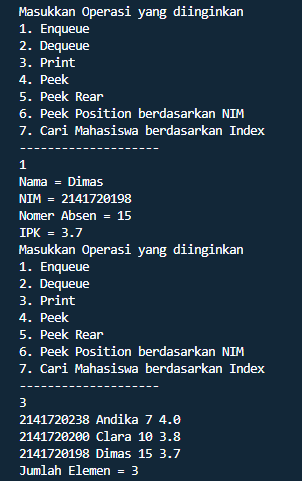 Masukkan Operasi yang diinginkan
1. Enqueue
2. Dequeue
3. Print
4. Peek
5. Peek Rear
6. Peek Position berdasarkan NIM
7. Cari Mahasiswa berdasarkan Index
--------------------
1
Nama = Dimas
NIM = 2141720198
Nomer Absen = 15
IPK = 3.7
Masukkan Operasi yang diinginkan
1. Enqueue
2. Dequeue
3. Print
4. Peek
5. Peek Rear
6. Peek Position berdasarkan NIM
7. Cari Mahasiswa berdasarkan Index
--------------------
3
2141720238 Andika 7 4.0
2141720200 Clara 10 3.8
2141720198 Dimas 15 3.7
Jumlah Elemen = 3